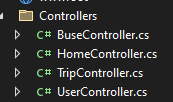 Controllers
C# BuseController.cs
C# HomeController.cs
C# TripController.cs
C# UserController.cs